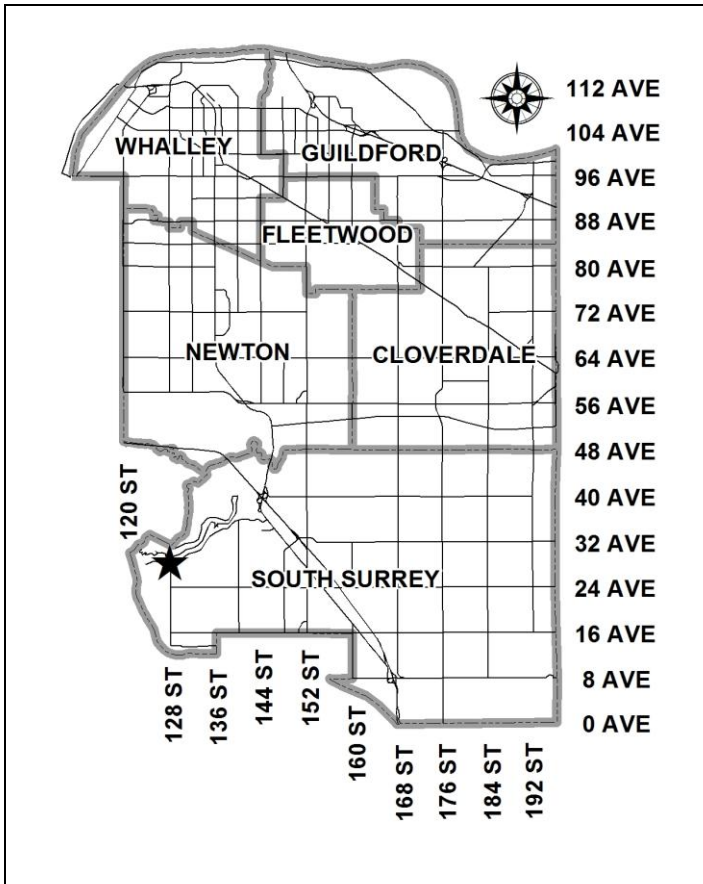 112 AVE
104 AVE
WHALLEY
GUILDFORD
96 AVE
88 AVE
FLEETWOOD
80 AVE
72 AVE
NEWTON
CLOVERDALE
64 AVE
56 AVE
48 AVE
120 ST
40 AVE
32 AVE
SOUTH SURREY
24 AVE
16 AVE
8 AVE
128 ST
136 ST
144 ST
152 ST
160 ST
168 ST
176 ST
184 ST
192 ST
0 AVE